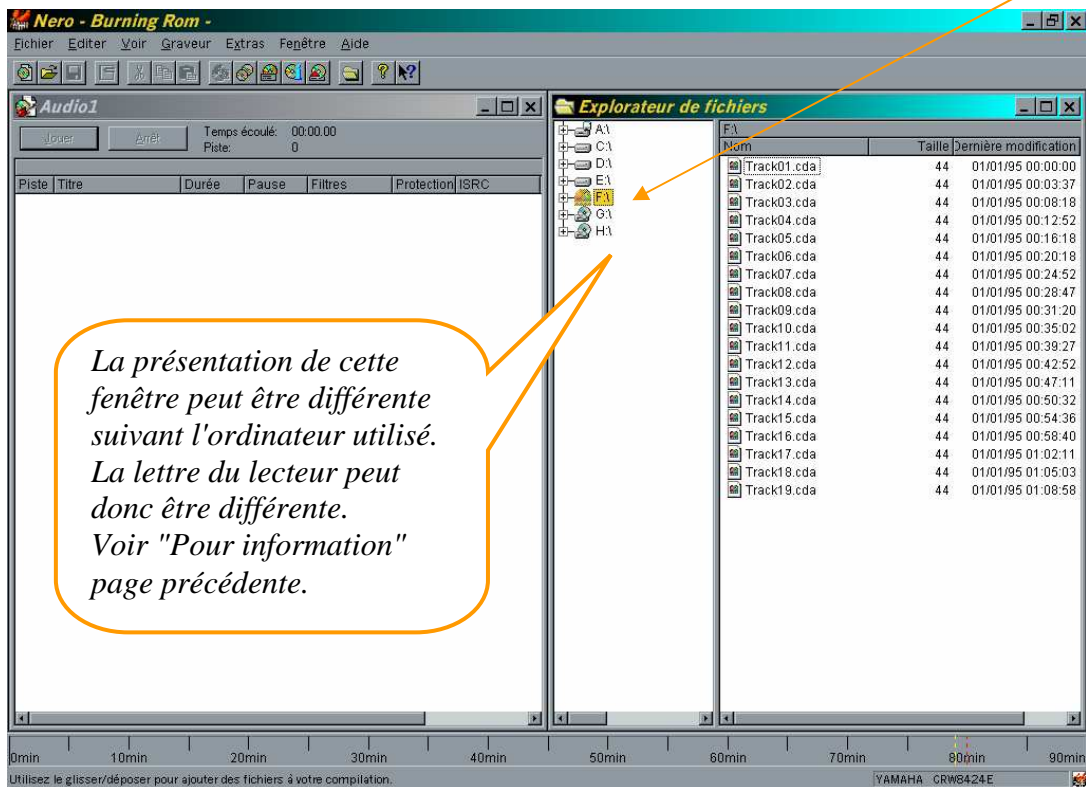 Nero - Burning Rom -
Fichier Editer Voir Graveur Extras Fenêtre Aide
Audio1
Jouer Arrêt Temps écoulé: 00:00.00
Piste: 0
Piste Titre Durée Pause Filtres Protection ISRC
La présentation de cette
fenêtre peut être différente
suivant l'ordinateur utilisé.
La lettre du lecteur peut
donc être différente.
Voir "Pour information"
page précédente.
Explorateur de fichiers
A:\
C:\
D:\
E:\
F:\
G:\
H:\
F:\
Nom Taille Dernière modification
Track01.cda 44 01/01/95 00:00:00
Track02.cda 44 01/01/95 00:03:37
Track03.cda 44 01/01/95 00:08:18
Track04.cda 44 01/01/95 00:12:52
Track05.cda 44 01/01/95 00:16:18
Track06.cda 44 01/01/95 00:20:18
Track07.cda 44 01/01/95 00:24:52
Track08.cda 44 01/01/95 00:28:47
Track09.cda 44 01/01/95 00:31:20
Track10.cda 44 01/01/95 00:35:02
Track11.cda 44 01/01/95 00:39:27
Track12.cda 44 01/01/95 00:42:52
Track13.cda 44 01/01/95 00:47:11
Track14.cda 44 01/01/95 00:50:32
Track15.cda 44 01/01/95 00:54:36
Track16.cda 44 01/01/95 00:58:40
Track17.cda 44 01/01/95 01:02:11
Track18.cda 44 01/01/95 01:05:03
Track19.cda 44 01/01/95 01:08:58
0min 10min 20min 30min 40min 50min 60min 70min 80min 90min
Utilisez le glisser/déposer pour ajouter des fichiers à votre compilation. YAMAHA CRW8424E